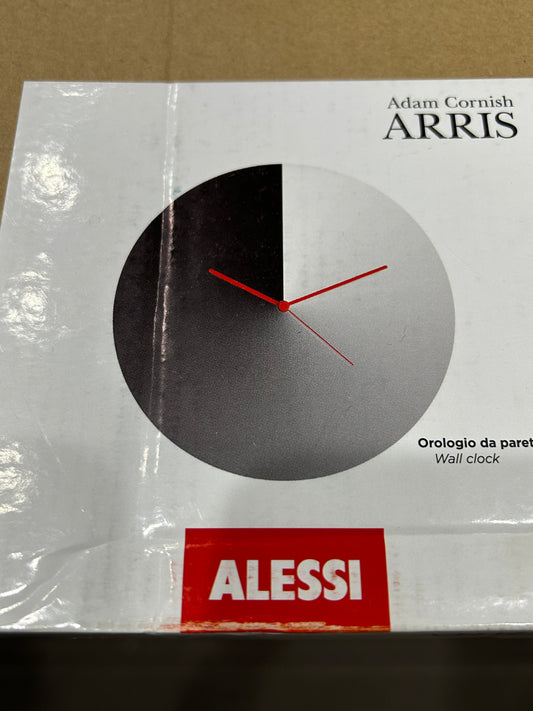 Adam Cornish
ARRIS
Orologio da paret
Wall clock
ALESSI